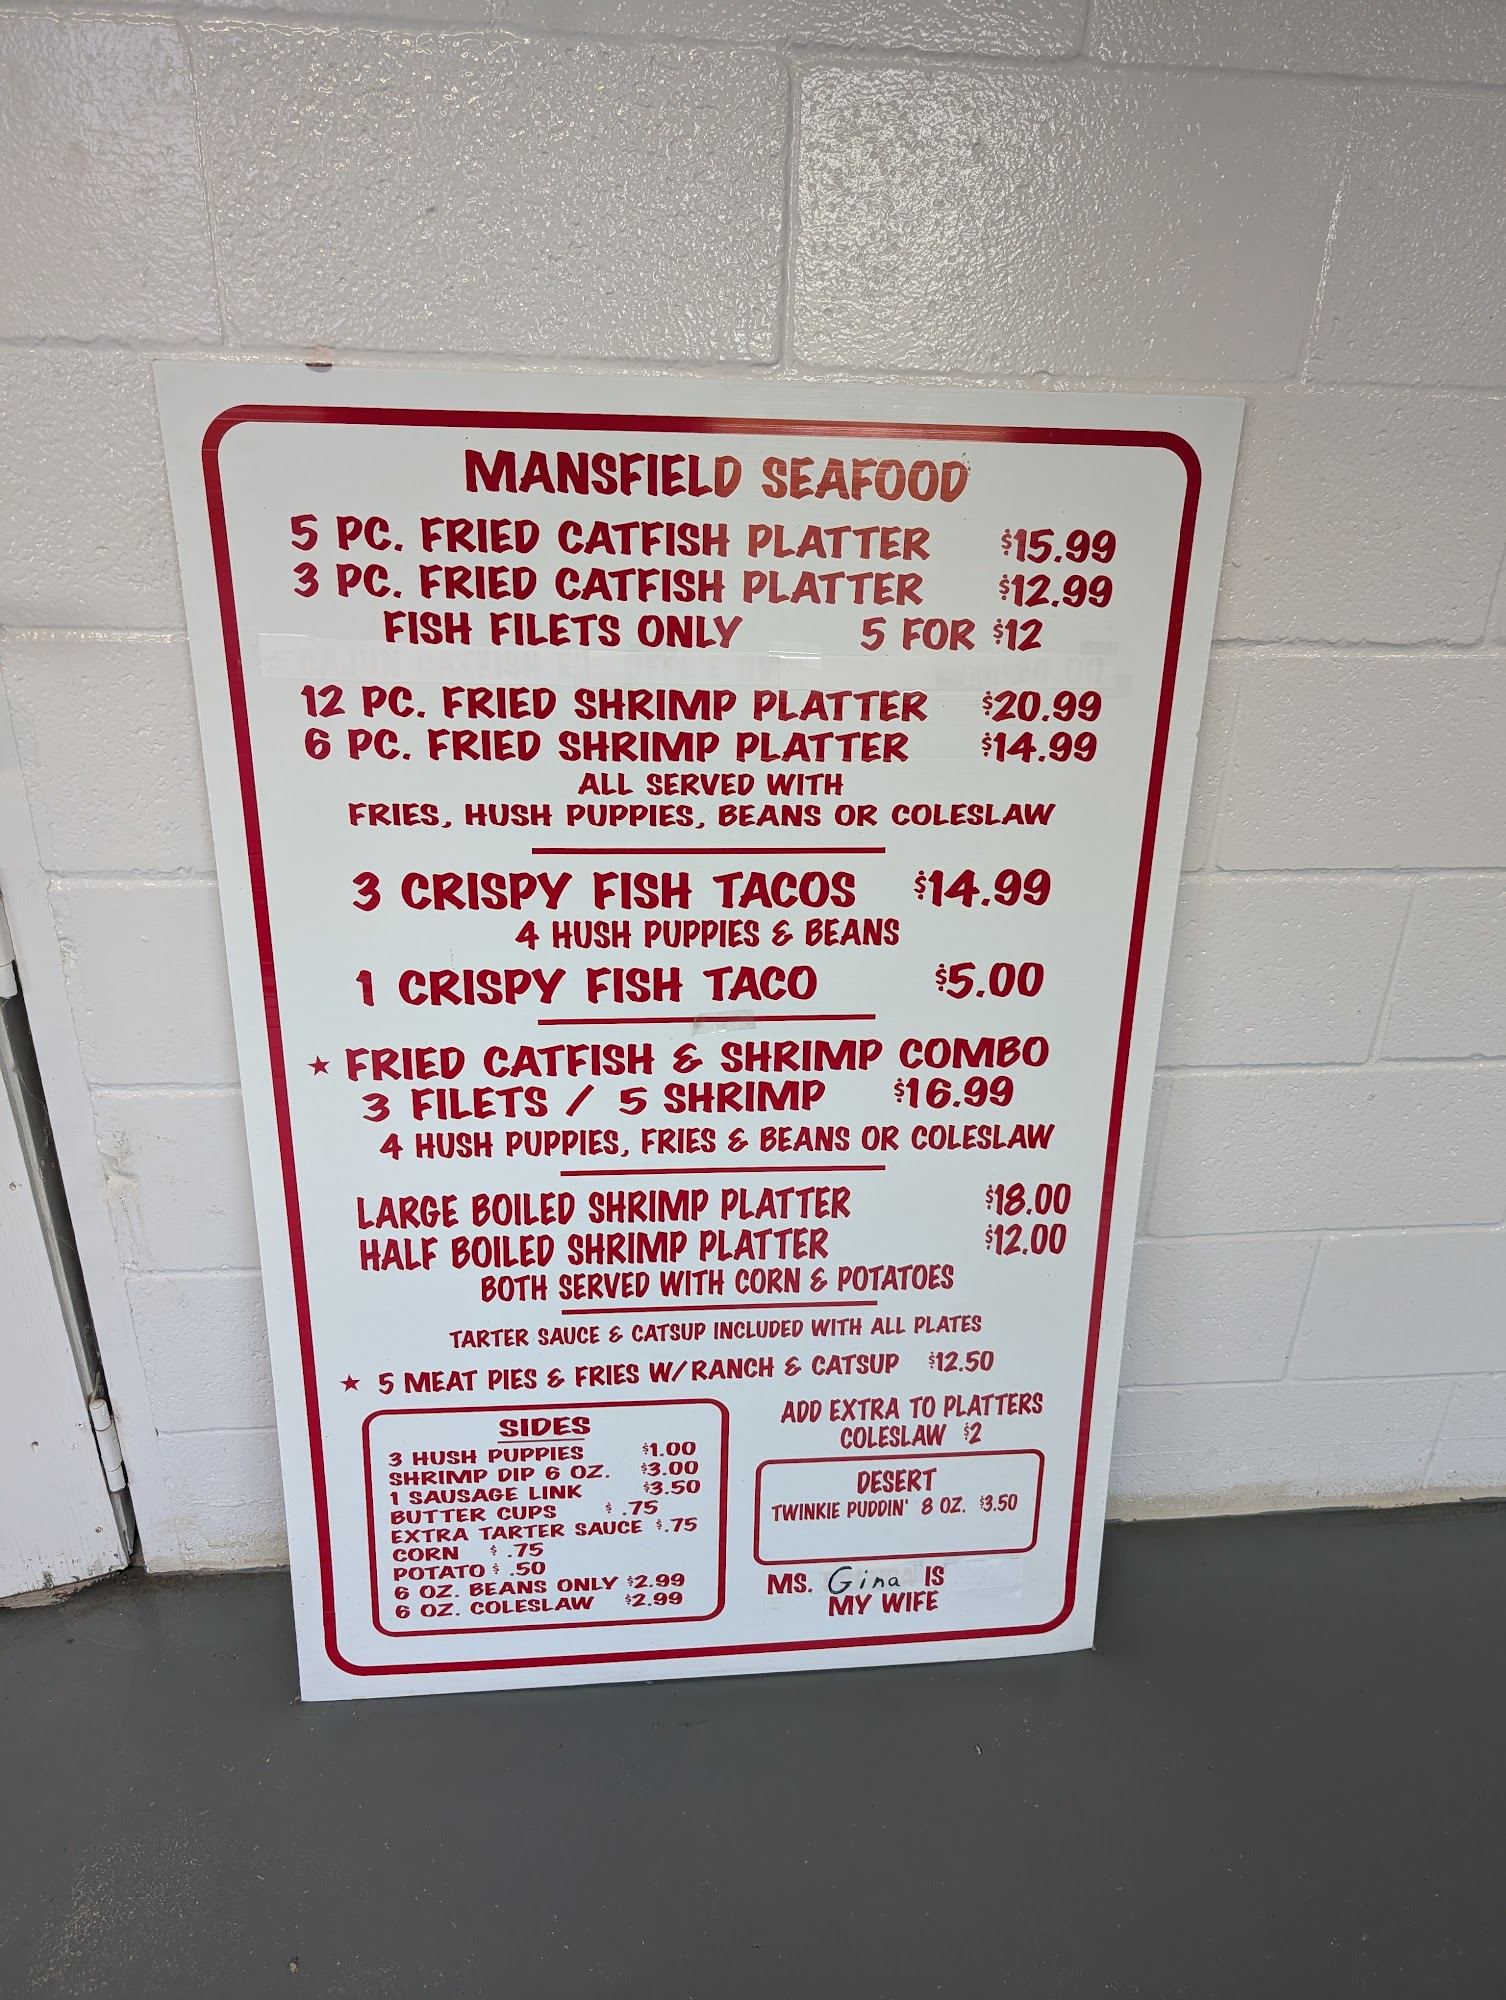 MANSFIELD SEAFOOD
5 PC. FRIED CATFISH PLATTER $15.99
3 PC. FRIED CATFISH PLATTER $12.99
FISH FILETS ONLY 5 FOR $12
12 PC. FRIED SHRIMP PLATTER $20.99
6 PC. FRIED SHRIMP PLATTER $14.99
ALL SERVED WITH
FRIES, HUSH PUPPIES, BEANS OR COLESLAW
3 CRISPY FISH TACOS $14.99
4 HUSH PUPPIES & BEANS
1 CRISPY FISH TACO $5.00
★ FRIED CATFISH & SHRIMP COMBO
3 FILETS / 5 SHRIMP $16.99
4 HUSH PUPPIES, FRIES & BEANS OR COLESLAW
LARGE BOILED SHRIMP PLATTER $18.00
HALF BOILED SHRIMP PLATTER $12.00
BOTH SERVED WITH CORN & POTATOES
TARTER SAUCE & CATSUP INCLUDED WITH ALL PLATES
★ 5 MEAT PIES & FRIES W/RANCH & CATSUP $12.50
SIDES
3 HUSH PUPPIES $1.00
SHRIMP DIP 6 OZ. $3.00
1 SAUSAGE LINK $3.50
BUTTER CUPS $ .75
EXTRA TARTER SAUCE $.75
CORN $ .75
POTATO $ .50
6 OZ. BEANS ONLY $2.99
6 OZ. COLESLAW $2.99
ADD EXTRA TO PLATTERS
COLESLAW $2
DESERT
TWINKIE PUDDIN' 8 OZ. $3.50
MS. Gina IS
MY WIFE